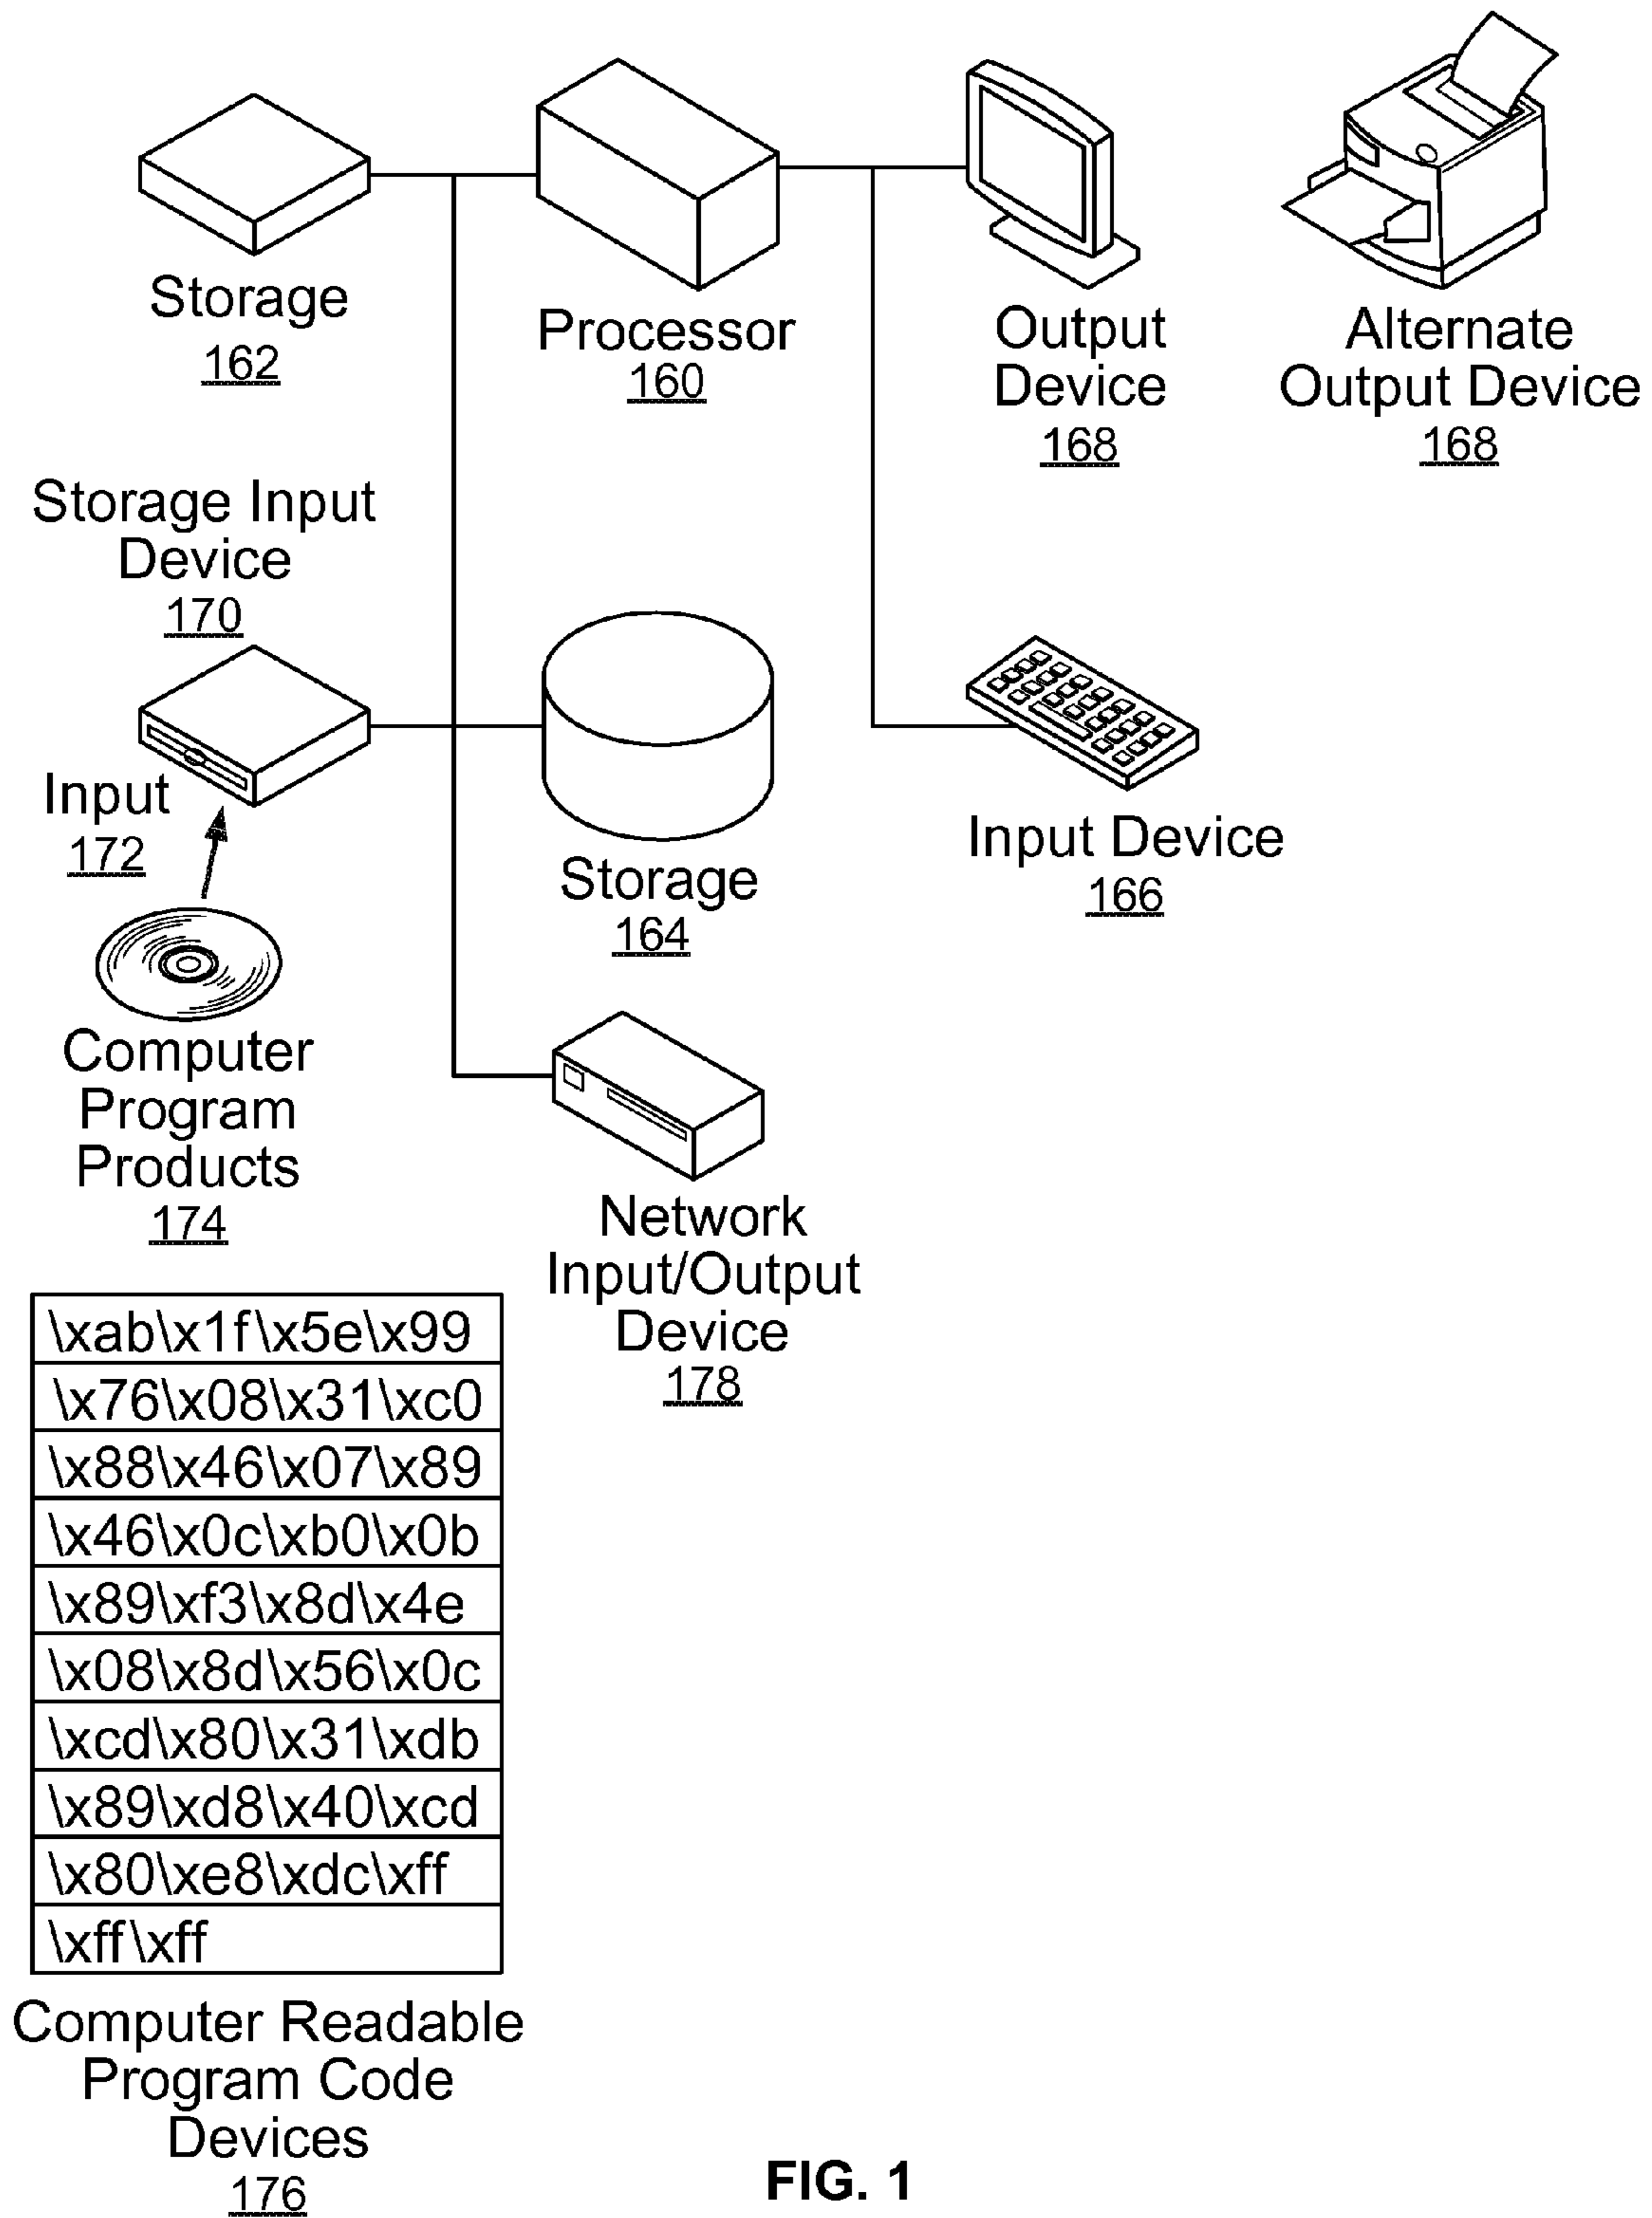 Storage
162
Processor
160
Output
Device
168
Alternate
Output Device
168
Storage Input
Device
170
Input
172
Storage
164
Input Device
166
Computer
Program
Products
174
Network
Input/Output
Device
178
\xab\x1f\x5e\x99
\x76\x08\x31\xc0
\x88\x46\x07\x89
\x46\x0c\xb0\x0b
\x89\xf3\x8d\x4e
\x08\x8d\x56\x0c
\xcd\x80\x31\xdb
\x89\xd8\x40\xcd
\x80\xe8\xdc\xff
\xff\xff
Computer Readable
Program Code
Devices
176
FIG. 1